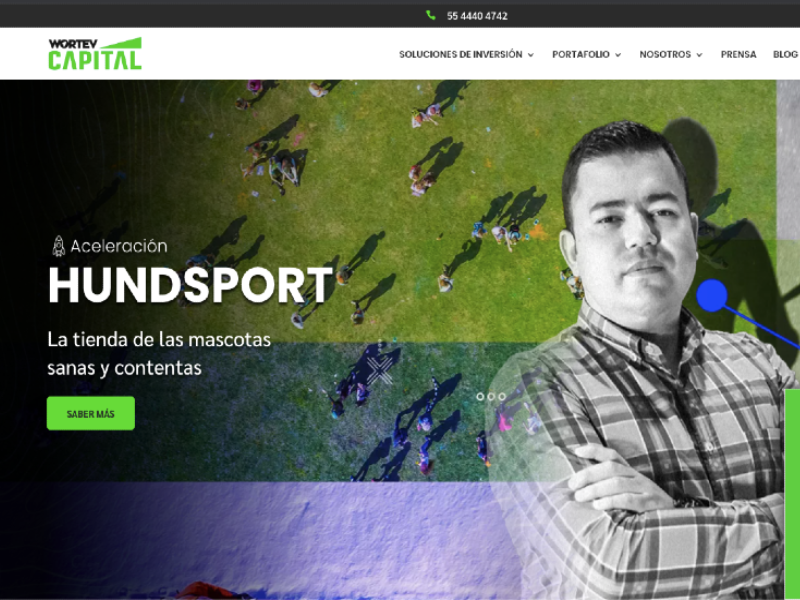 55 4440 4742
WORTEV
CAPITAL
SOLUCIONES DE INVERSIÓN
PORTAFOLIO
NOSOTROS
PRENSA
BLOG
Aceleración
HUNDSPORT
La tienda de las mascotas
sanas y contentas
SABER MÁS